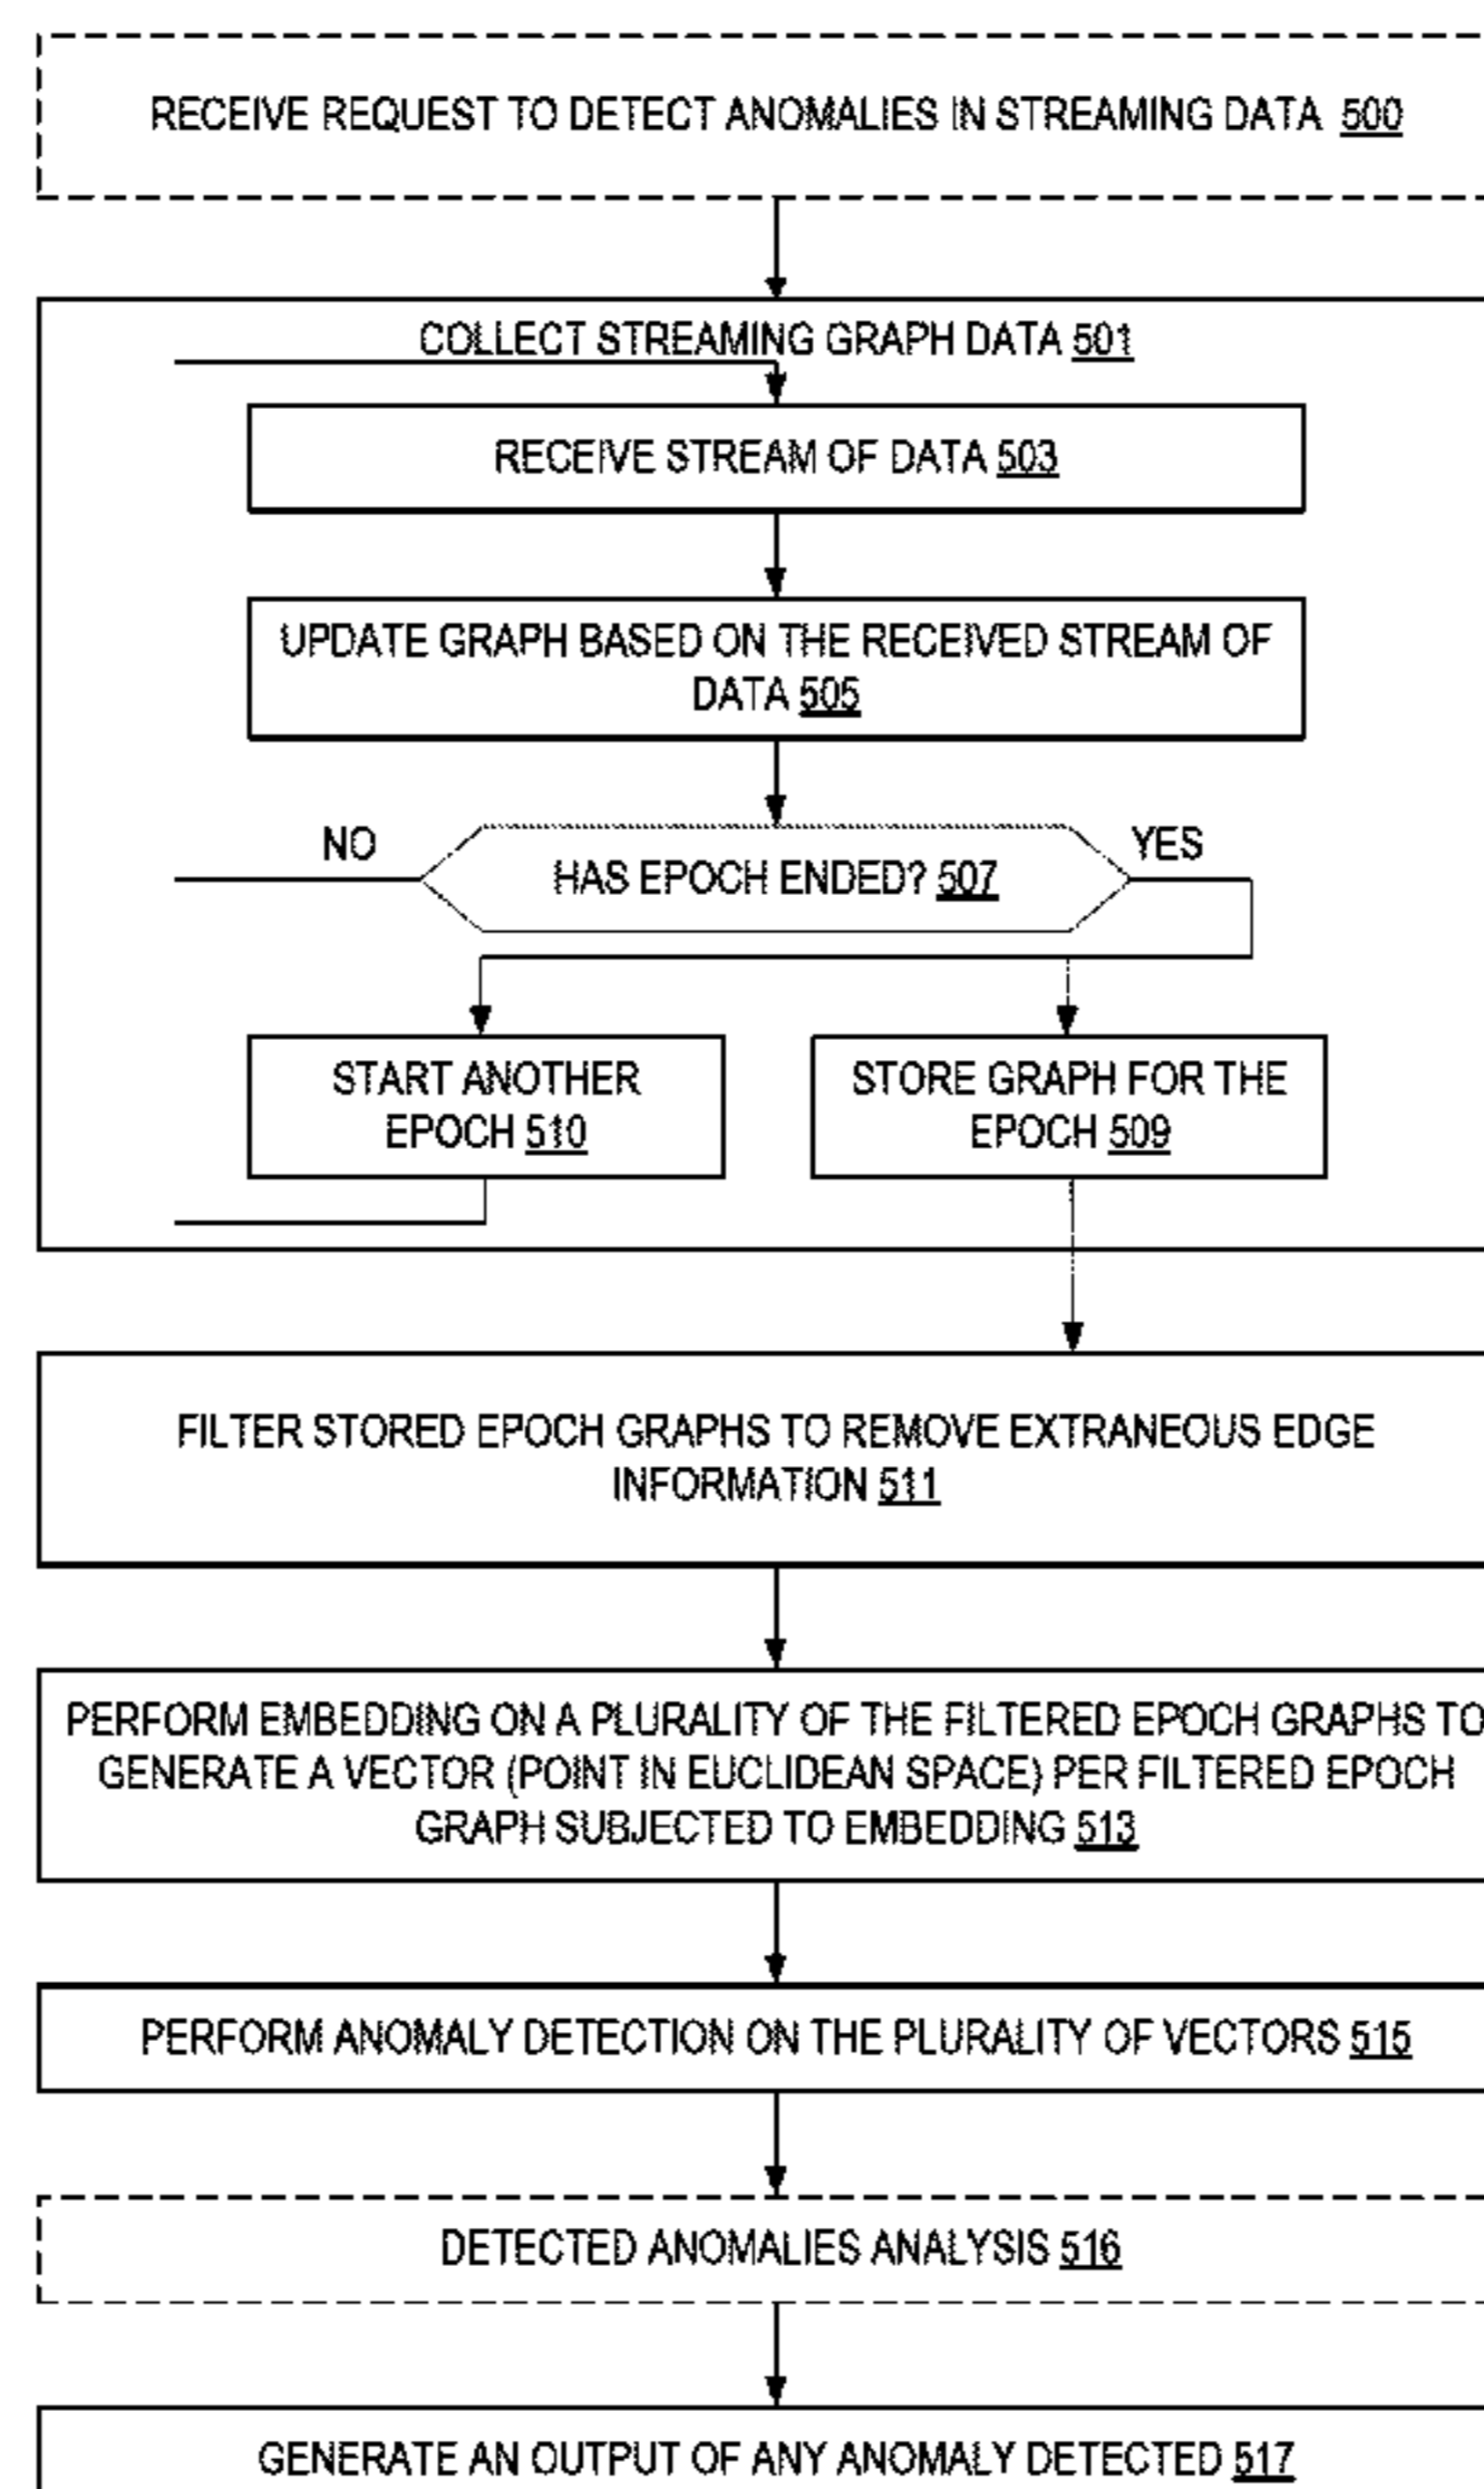 RECEIVE REQUEST TO DETECT ANOMALIES IN STREAMING DATA 500
COLLECT STREAMING GRAPH DATA 501
RECEIVE STREAM OF DATA 503
UPDATE GRAPH BASED ON THE RECEIVED STREAM OF
DATA 505
NO
YES
HAS EPOCH ENDED? 507
START ANOTHER
EPOCH 510
STORE GRAPH FOR THE
EPOCH 509
FILTER STORED EPOCH GRAPHS TO REMOVE EXTRANEOUS EDGE
INFORMATION 511
PERFORM EMBEDDING ON A PLURALITY OF THE FILTERED EPOCH GRAPHS TO
GENERATE A VECTOR (POINT IN EUCLIDEAN SPACE) PER FILTERED EPOCH
GRAPH SUBJECTED TO EMBEDDING 513
PERFORM ANOMALY DETECTION ON THE PLURALITY OF VECTORS 515
DETECTED ANOMALIES ANALYSIS 516
GENERATE AN OUTPUT OF ANY ANOMALY DETECTED 517